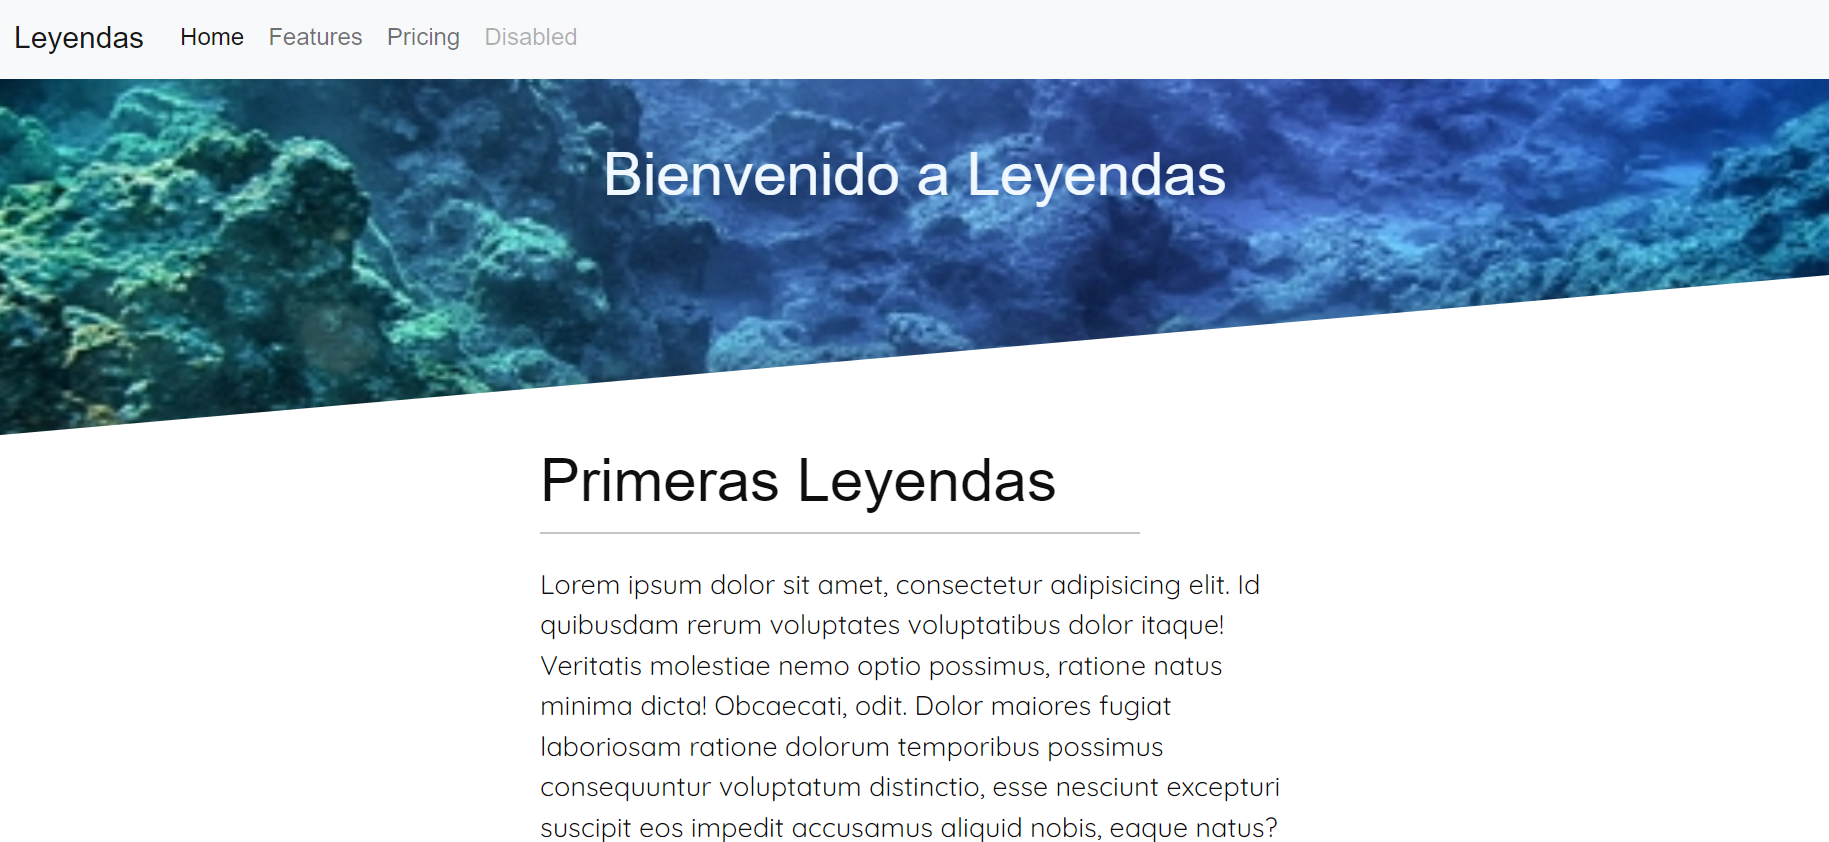 Leyendas Home Features Pricing Disabled
Bienvenido a Leyendas
Primeras Leyendas
Lorem ipsum dolor sit amet, consectetur adipisicing elit. Id
quibusdam rerum voluptates voluptatibus dolor itaque!
Veritatis molestiae nemo optio possimus, ratione natus
minima dicta! Obcaecati, odit. Dolor maiores fugiat
laboriosam ratione dolorum temporibus possimus
consequuntur voluptatum distinctio, esse nesciunt excepturi
suscipit eos impedit accusamus aliquid nobis, eaque natus?